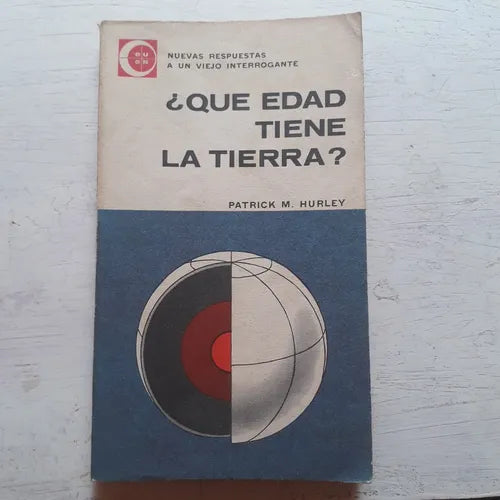 NUEVAS RESPUESTAS
A UN VIEJO INTERROGANTE
¿QUE EDAD
TIENE
LA TIERRA?
PATRICK M. HURLEY